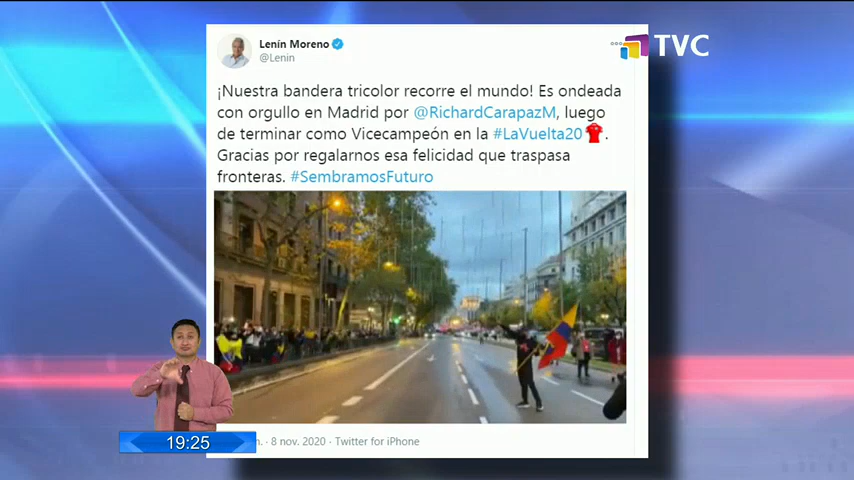 Lenín Moreno
@Lenin
TVC
¡Nuestra bandera tricolor recorre el mundo! Es ondeada
con orgullo en Madrid por @RichardCarapazM, luego
de terminar como Vicecampeón en la #LaVuelta20.
Gracias por regalarnos esa felicidad que traspasa
fronteras. #SembramosFuturo
19:25
m. · 8 nov. 2020 · Twitter for iPhone